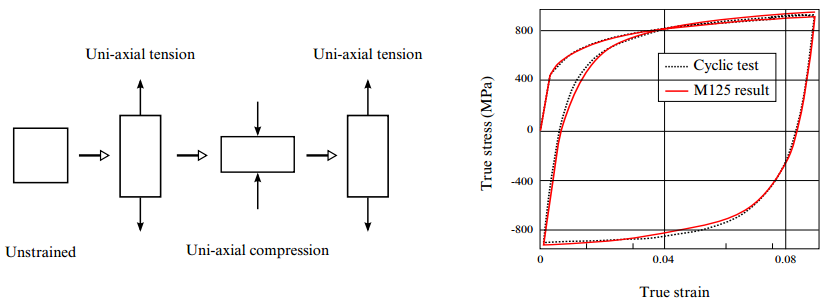 Uni-axial tension
Uni-axial tension
Unstrained
Uni-axial compression
True stress (MPa)
800
400
0
-400
-800
Cyclic test
M125 result
0
0.04
0.08
True strain